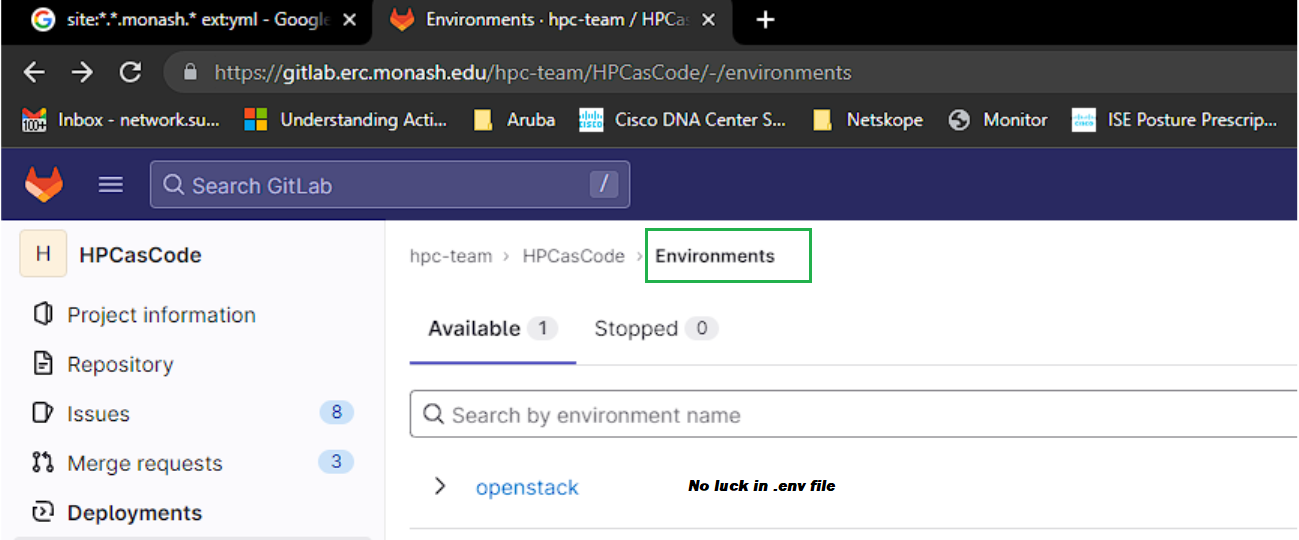 site:*.*.monash.* ext:yml - Google
Environments · hpc-team / HPCas
https://gitlab.erc.monash.edu/hpc-team/HPCasCode/-/environments
100+ Inbox - network.su... Understanding Acti... Aruba Cisco DNA Center S... Netskope Monitor ISE Posture Prescrip...
Search GitLab /
H HPCasCode
hpc-team › HPCasCode › Environments
Project information
Available 1 Stopped 0
Repository
Issues 8
Search by environment name
Merge requests 3
openstack No luck in .env file
Deployments